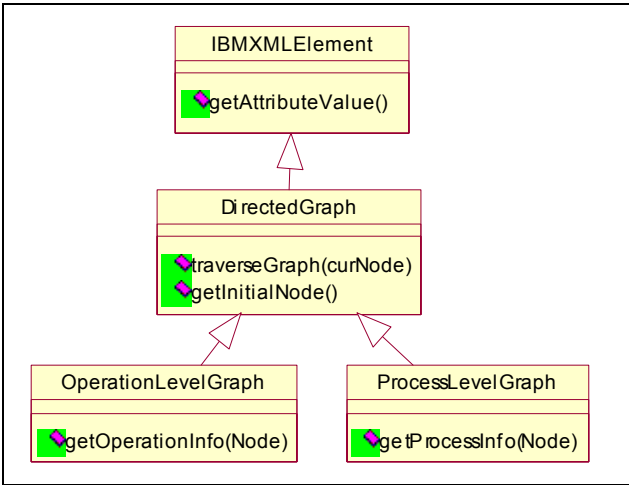 IBMXMLElement
getAttributeValue()
DirectedGraph
traverseGraph(curNode)
getInitialNode()
OperationLevelGraph
getOperationInfo(Node)
ProcessLevelGraph
getProcessInfo(Node)